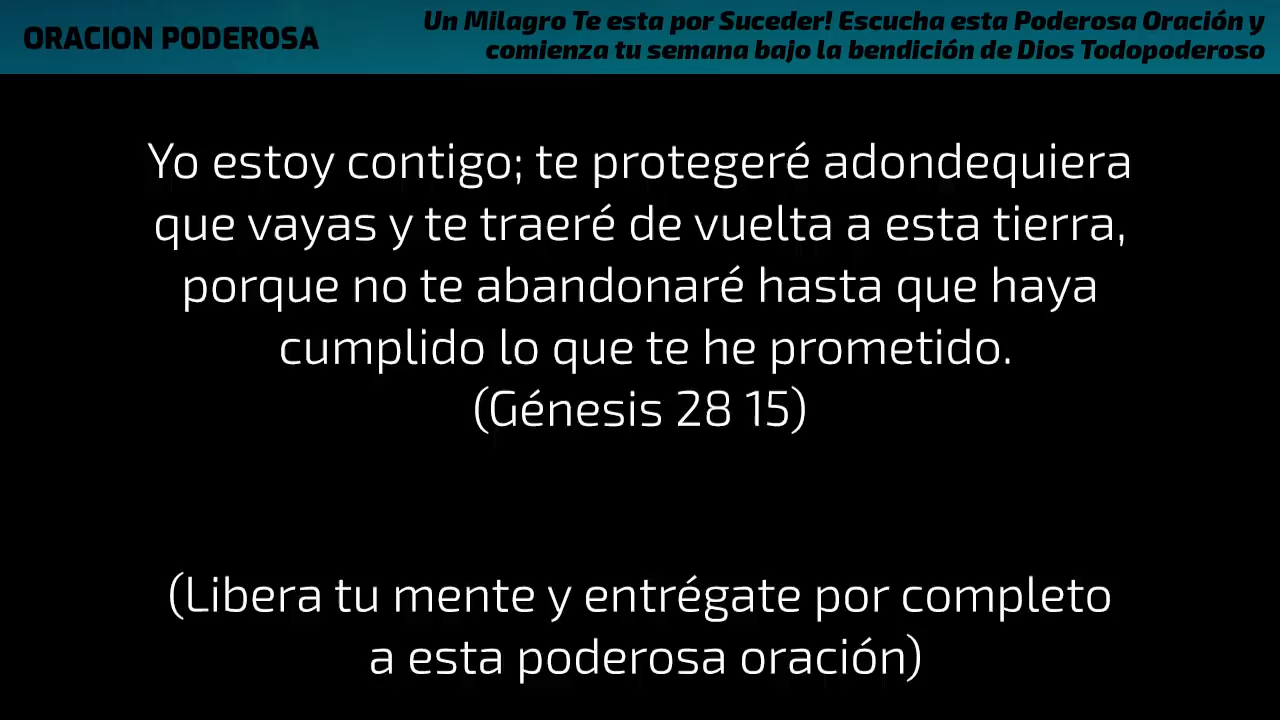 ORACION PODEROSA
Un Milagro Te esta por Suceder! Escucha esta Poderosa Oración y
comienza tu semana bajo la bendición de Dios Todopoderoso
Yo estoy contigo; te protegeré adondequiera
que vayas y te traeré de vuelta a esta tierra,
porque no te abandonaré hasta que haya
cumplido lo que te he prometido.
(Génesis 28 15)
(Libera tu mente y entrégate por completo
a esta poderosa oración)